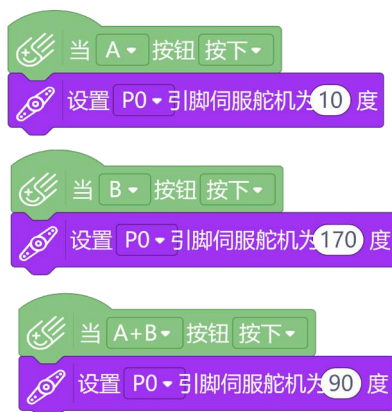 当 A 按钮 按下
设置 P0 引脚伺服舵机为 10 度
当 B 按钮 按下
设置 P0 引脚伺服舵机为 170 度
当 A+B 按钮 按下
设置 P0 引脚伺服舵机为 90 度